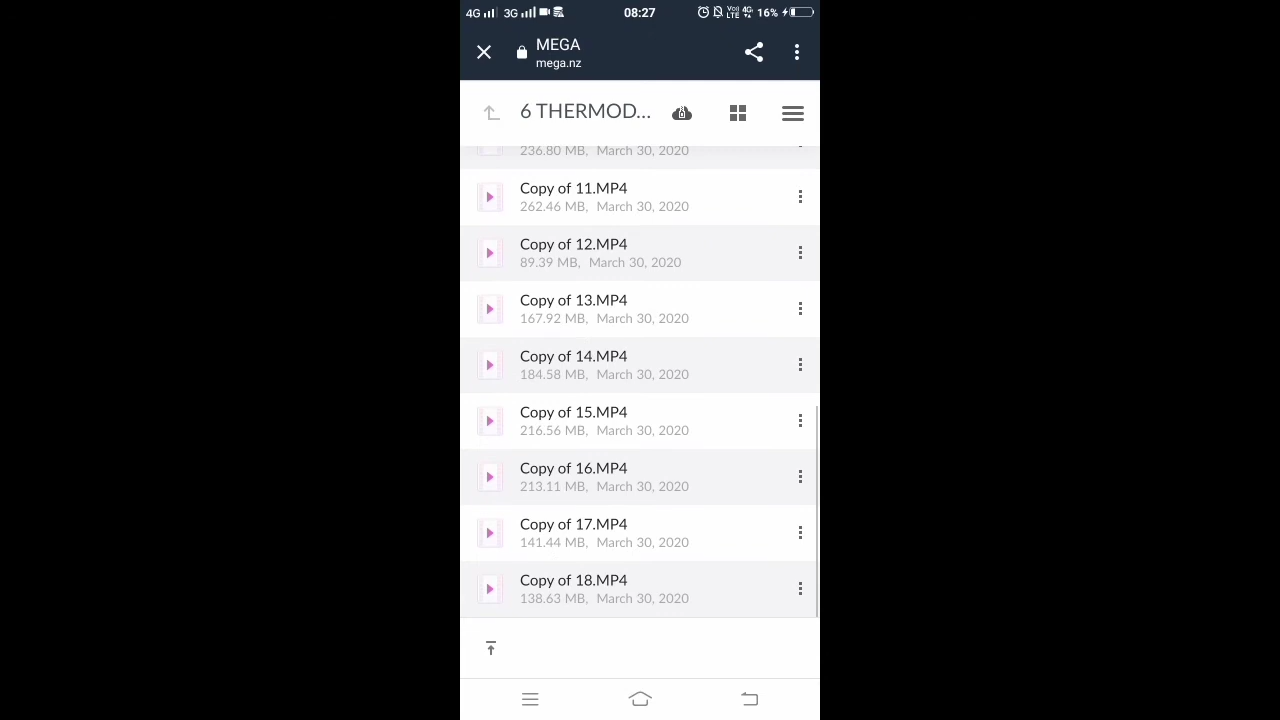 4G 3G 08:27 VoI) LTE 4G 16%
MEGA
mega.nz
6 THERMOD...
236.80 MB, March 30, 2020
Copy of 11.MP4
262.46 MB, March 30, 2020
Copy of 12.MP4
89.39 MB, March 30, 2020
Copy of 13.MP4
167.92 MB, March 30, 2020
Copy of 14.MP4
184.58 MB, March 30, 2020
Copy of 15.MP4
216.56 MB, March 30, 2020
Copy of 16.MP4
213.11 MB, March 30, 2020
Copy of 17.MP4
141.44 MB, March 30, 2020
Copy of 18.MP4
138.63 MB, March 30, 2020